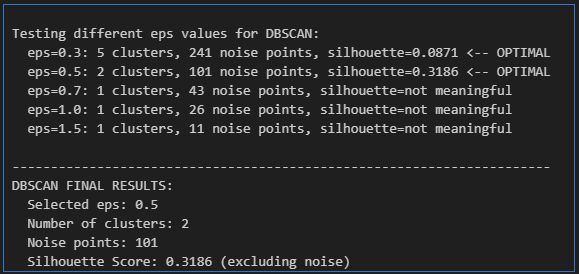 Testing different eps values for DBSCAN:
eps=0.3: 5 clusters, 241 noise points, silhouette=0.0871 <-- OPTIMAL
eps=0.5: 2 clusters, 101 noise points, silhouette=0.3186 <-- OPTIMAL
eps=0.7: 1 clusters, 43 noise points, silhouette=not meaningful
eps=1.0: 1 clusters, 26 noise points, silhouette=not meaningful
eps=1.5: 1 clusters, 11 noise points, silhouette=not meaningful
----------------------------------------------------------------------
DBSCAN FINAL RESULTS:
Selected eps: 0.5
Number of clusters: 2
Noise points: 101
Silhouette Score: 0.3186 (excluding noise)